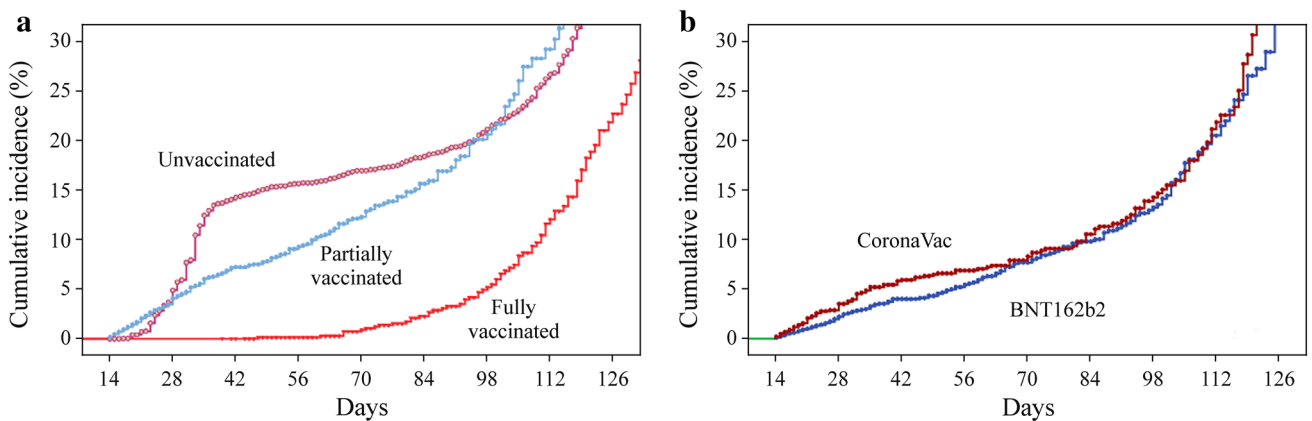 a
Cumulative incidence (%)
30
25
20
15
10
5
0
Unvaccinated
Partially
vaccinated
Fully
vaccinated
14 28 42 56 70 84 98 112 126
Days
b
Cumulative incidence (%)
30
25
20
15
10
5
0
CoronaVac
BNT162b2
14 28 42 56 70 84 98 112 126
Days